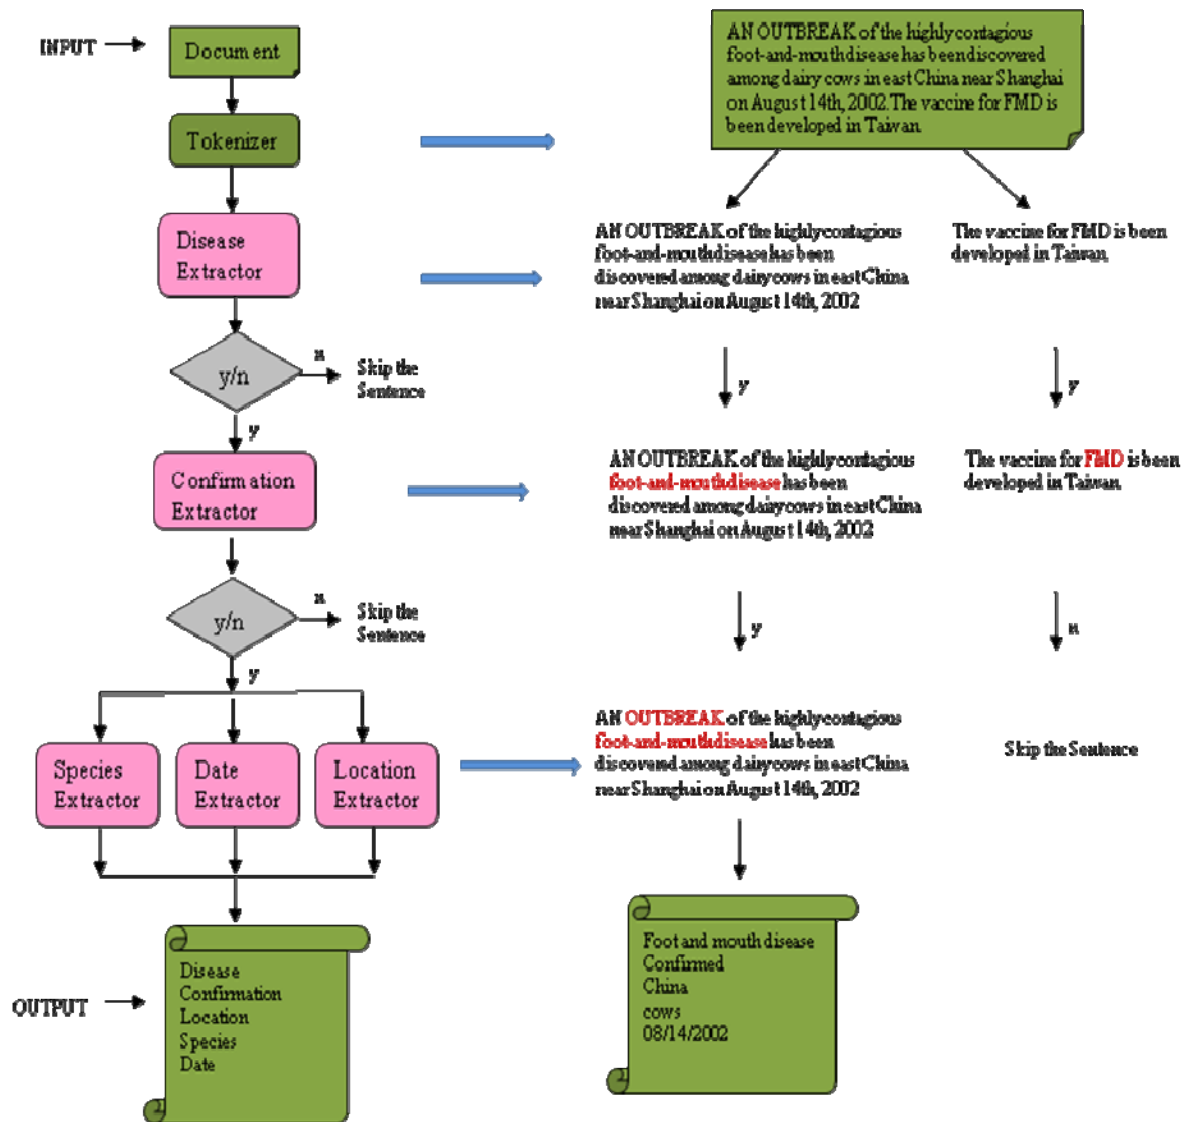 INPUT
Document
Tokenizer
Disease
Extractor
y/n
n
Skip the
Sentence
y
Confirmation
Extractor
y/n
n
Skip the
Sentence
y
Species
Extractor
Date
Extractor
Location
Extractor
OUTPUT
Disease
Confirmation
Location
Species
Date
AN OUTBREAK of the highly contagious
foot-and-mouth disease has been discovered
among dairy cows in east China near Shanghai
on August 14th, 2002. The vaccine for FMD is
been developed in Taiwan
AN OUTBREAK of the highly contagious
foot-and-mouth disease has been
discovered among dairy cows in east China
near Shanghai on August 14th, 2002
The vaccine for FMD is been
developed in Taiwan
y
y
AN OUTBREAK of the highly contagious
foot-and-mouth disease has been
discovered among dairy cows in east China
near Shanghai on August 14th, 2002
The vaccine for FMD is been
developed in Taiwan
y
n
AN OUTBREAK of the highly contagious
foot-and-mouth disease has been
discovered among dairy cows in east China
near Shanghai on August 14th, 2002
Skip the Sentence
Foot and mouth disease
Confirmed
China
cows
08/14/2002